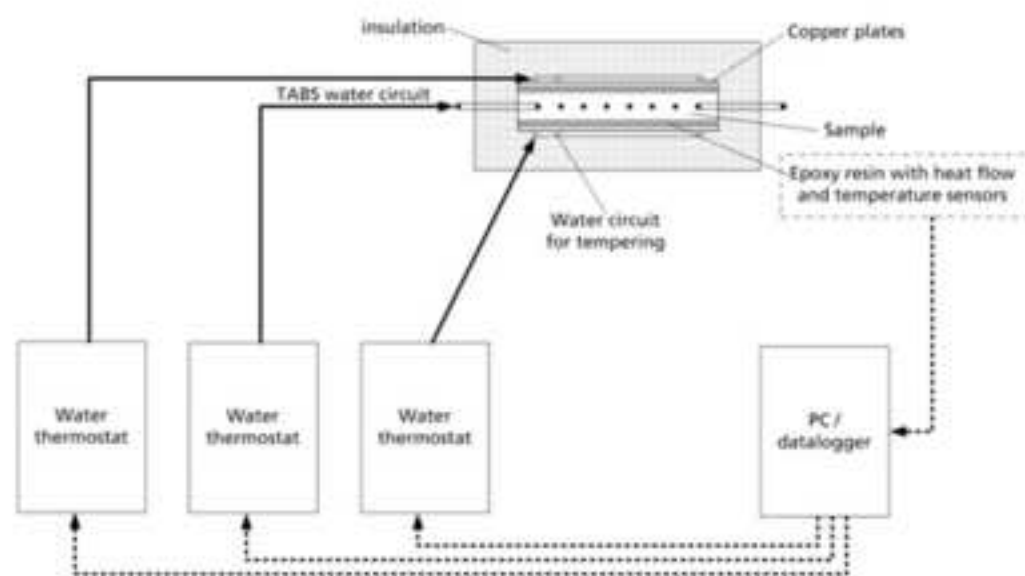 insulation
Copper plates
TABS water circuit
Sample
Epoxy resin with heat flow
and temperature sensors
Water circuit
for tempering
Water
thermostat
Water
thermostat
Water
thermostat
PC /
datalogger